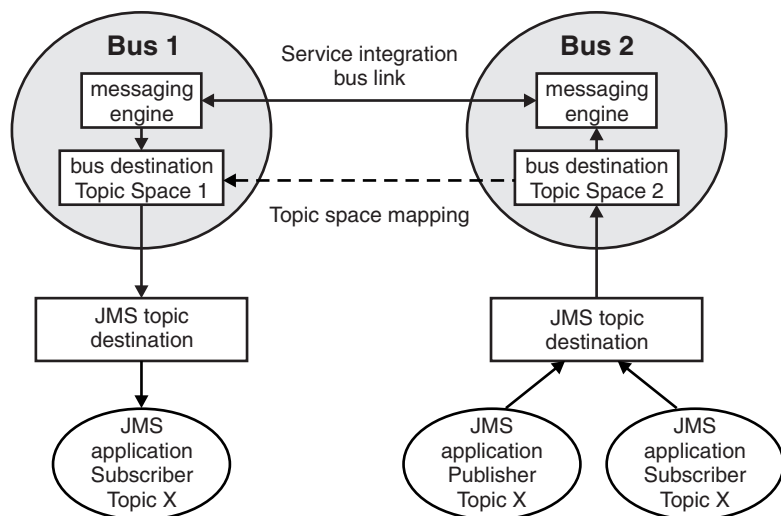 Bus 1
messaging
engine
bus destination
Topic Space 1
Service integration
bus link
Topic space mapping
Bus 2
messaging
engine
bus destination
Topic Space 2
JMS topic
destination
JMS topic
destination
JMS
application
Subscriber
Topic X
JMS
application
Publisher
Topic X
JMS
application
Subscriber
Topic X